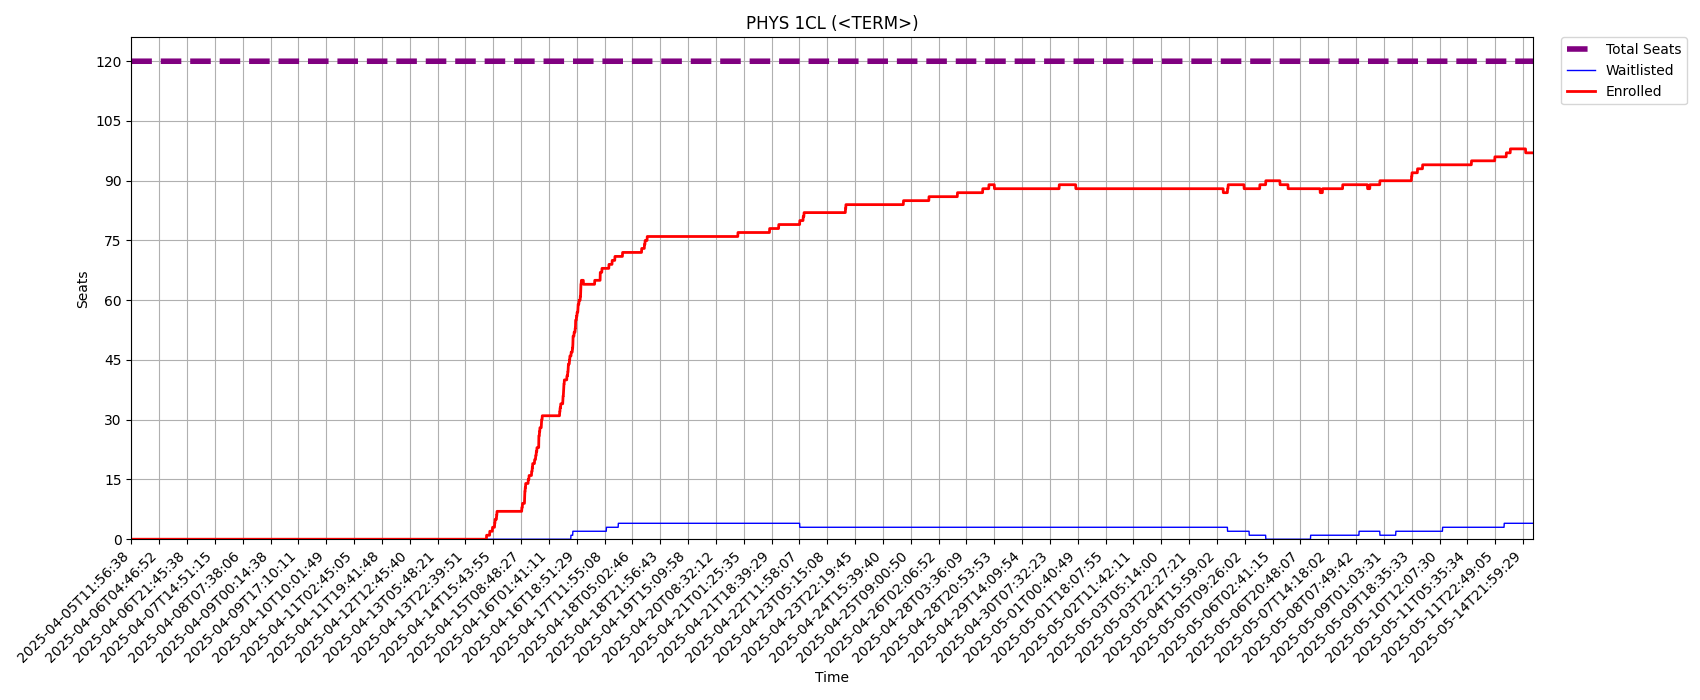 PHYS 1CL (<TERM>)
Total Seats
Waitlisted
Enrolled
Seats
120
105
90
75
60
45
30
15
0
2025-04-05T11:56:38
2025-04-06T04:46:52
2025-04-06T21:45:38
2025-04-07T14:51:15
2025-04-08T07:38:06
2025-04-09T00:14:38
2025-04-09T17:10:11
2025-04-10T10:01:49
2025-04-11T02:45:05
2025-04-11T19:41:48
2025-04-12T12:45:40
2025-04-13T05:48:21
2025-04-13T22:39:51
2025-04-14T15:43:55
2025-04-15T08:48:27
2025-04-16T01:41:11
2025-04-16T18:51:29
2025-04-17T11:55:08
2025-04-18T05:02:46
2025-04-18T21:56:43
2025-04-19T15:09:58
2025-04-20T08:32:12
2025-04-21T01:25:35
2025-04-21T18:39:29
2025-04-22T11:58:07
2025-04-23T05:15:08
2025-04-23T22:19:45
2025-04-24T15:39:40
2025-04-25T09:00:50
2025-04-26T02:06:52
2025-04-28T03:36:09
2025-04-28T20:53:53
2025-04-29T14:09:54
2025-04-30T07:32:23
2025-05-01T00:40:49
2025-05-01T18:07:55
2025-05-02T11:42:11
2025-05-03T05:14:00
2025-05-03T22:27:21
2025-05-04T15:59:02
2025-05-05T09:26:02
2025-05-06T02:41:15
2025-05-06T20:48:07
2025-05-07T14:18:02
2025-05-08T07:49:42
2025-05-09T01:03:31
2025-05-09T18:35:33
2025-05-10T12:07:30
2025-05-11T05:35:34
2025-05-11T22:49:05
2025-05-14T21:59:29
Time